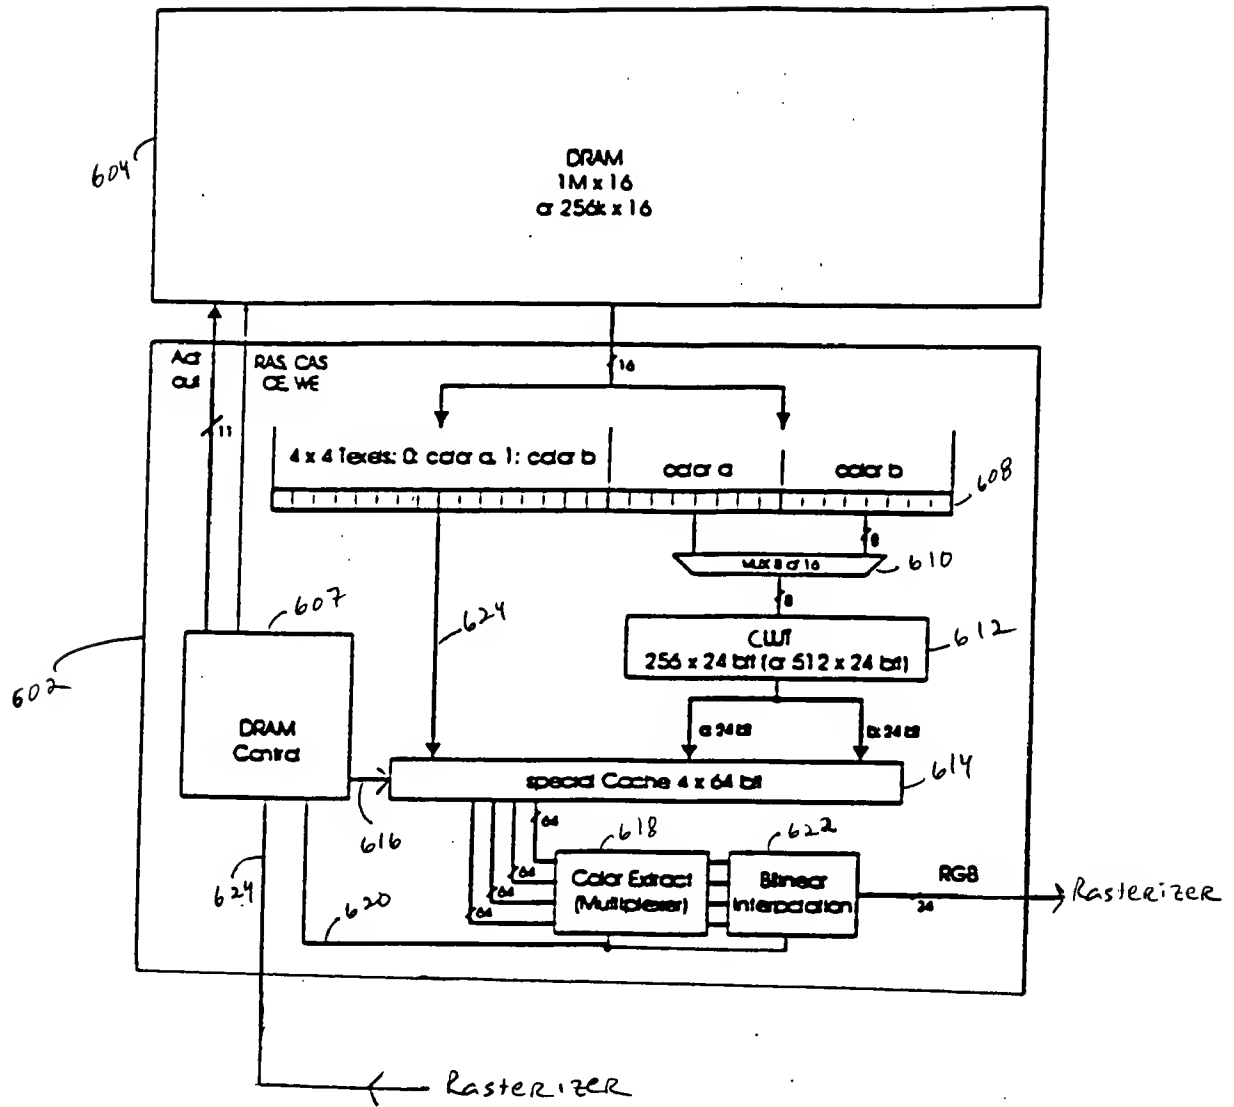 DRAM
1M x 16
or 256k x 16
604
Adr
out
RAS, CAS
OE, WE
16
11
4 x 4 Texels: 0: color a, 1: color b
color a
color b
608
8
MUX 8 or 16
610
8
607
624
CLUT
256 x 24 bit (or 512 x 24 bit)
612
602
DRAM
Control
a: 24 bit
b: 24 bit
special Cache 4 x 64 bit
614
616
64
64
64
64
618
622
Color Extract
(Multiplexer)
Bilinear
Interpolation
RGB
24
Rasterizer
624
620
Rasterizer